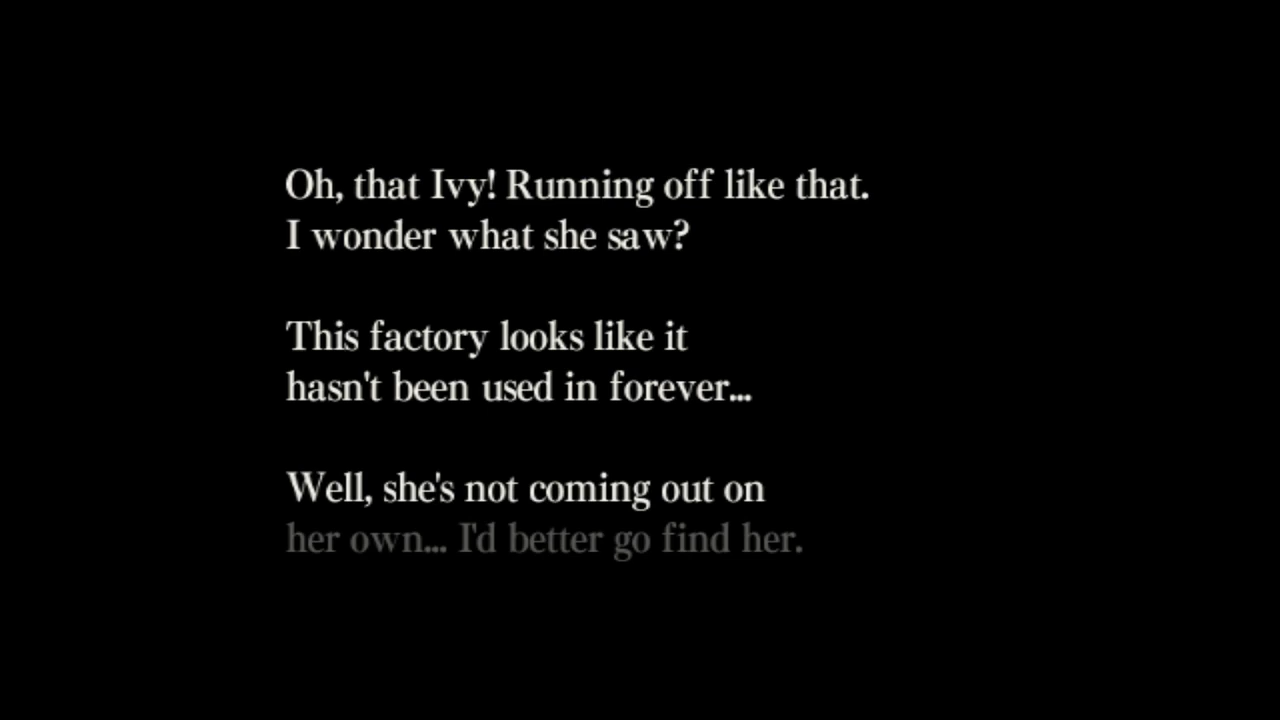 Oh, that Ivy! Running off like that.
I wonder what she saw?
This factory looks like it
hasn't been used in forever...
Well, she's not coming out on
her own... I'd better go find her.